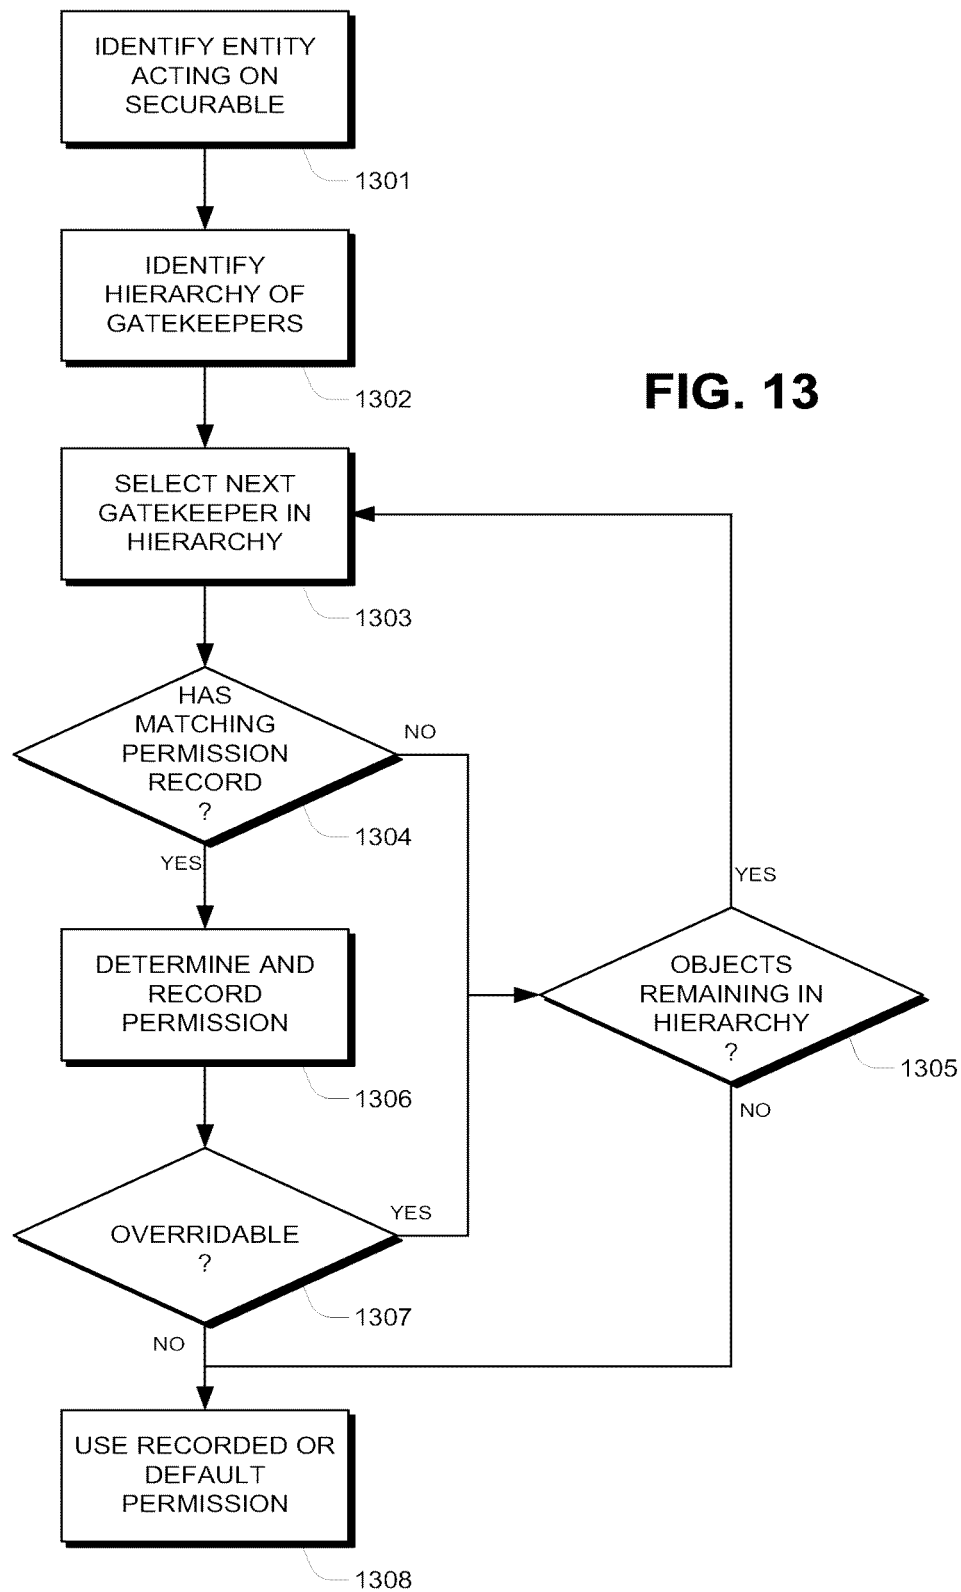 IDENTIFY ENTITY
ACTING ON
SECURABLE
1301
IDENTIFY
HIERARCHY OF
GATEKEEPERS
1302
FIG. 13
SELECT NEXT
GATEKEEPER IN
HIERARCHY
1303
HAS
MATCHING
PERMISSION
RECORD
?
NO
1304
YES
YES
OBJECTS
REMAINING IN
HIERARCHY
?
1305
NO
DETERMINE AND
RECORD
PERMISSION
1306
OVERRIDABLE
?
YES
1307
NO
USE RECORDED OR
DEFAULT
PERMISSION
1308